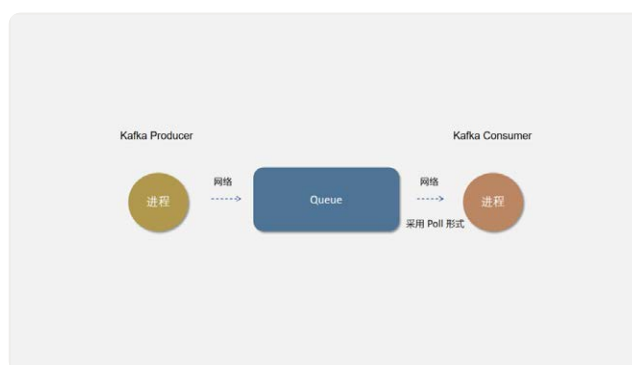 Kafka Producer
Kafka Consumer
网络
网络
进程
Queue
进程
采用 Poll 形式